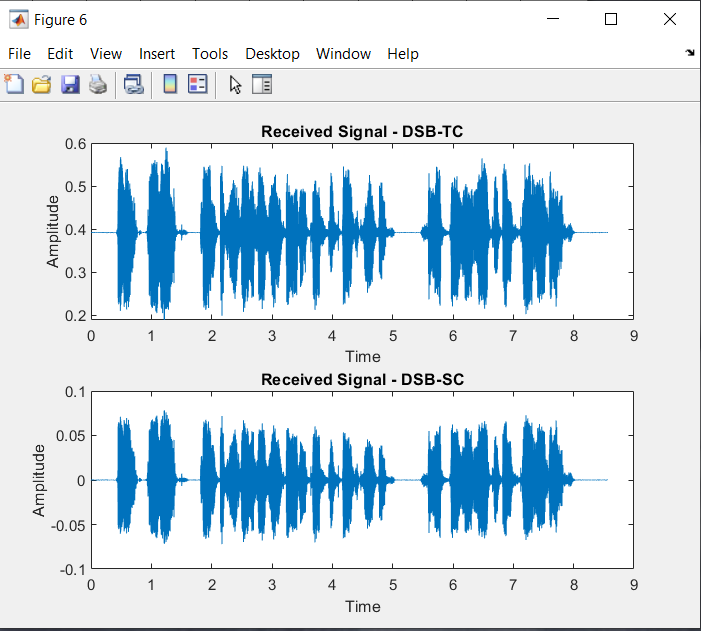 Figure 6
File Edit View Insert Tools Desktop Window Help
Received Signal - DSB-TC
0.6
0.5
0.4
0.3
0.2
Amplitude
0 1 2 3 4 5 6 7 8 9
Time
Received Signal - DSB-SC
0.1
0.05
0
-0.05
-0.1
Amplitude
0 1 2 3 4 5 6 7 8 9
Time